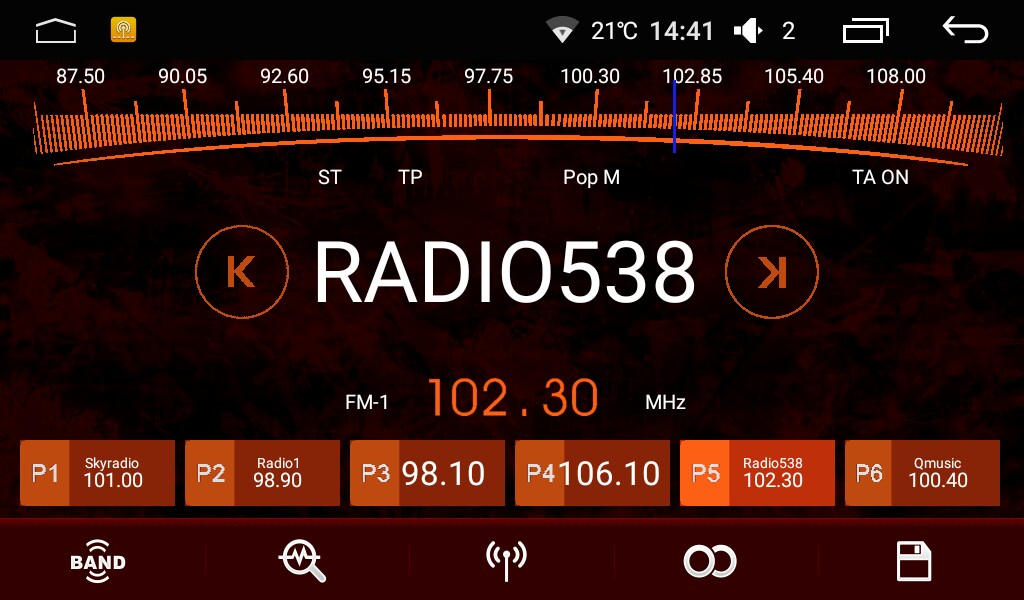 21℃ 14:41 2
87.50 90.05 92.60 95.15 97.75 100.30 102.85 105.40 108.00
ST TP Pop M TA ON
RADIO538
FM-1 102.30 MHz
P1 Skyradio 101.00
P2 Radio1 98.90
P3 98.10
P4 106.10
P5 Radio538 102.30
P6 Qmusic 100.40
BAND